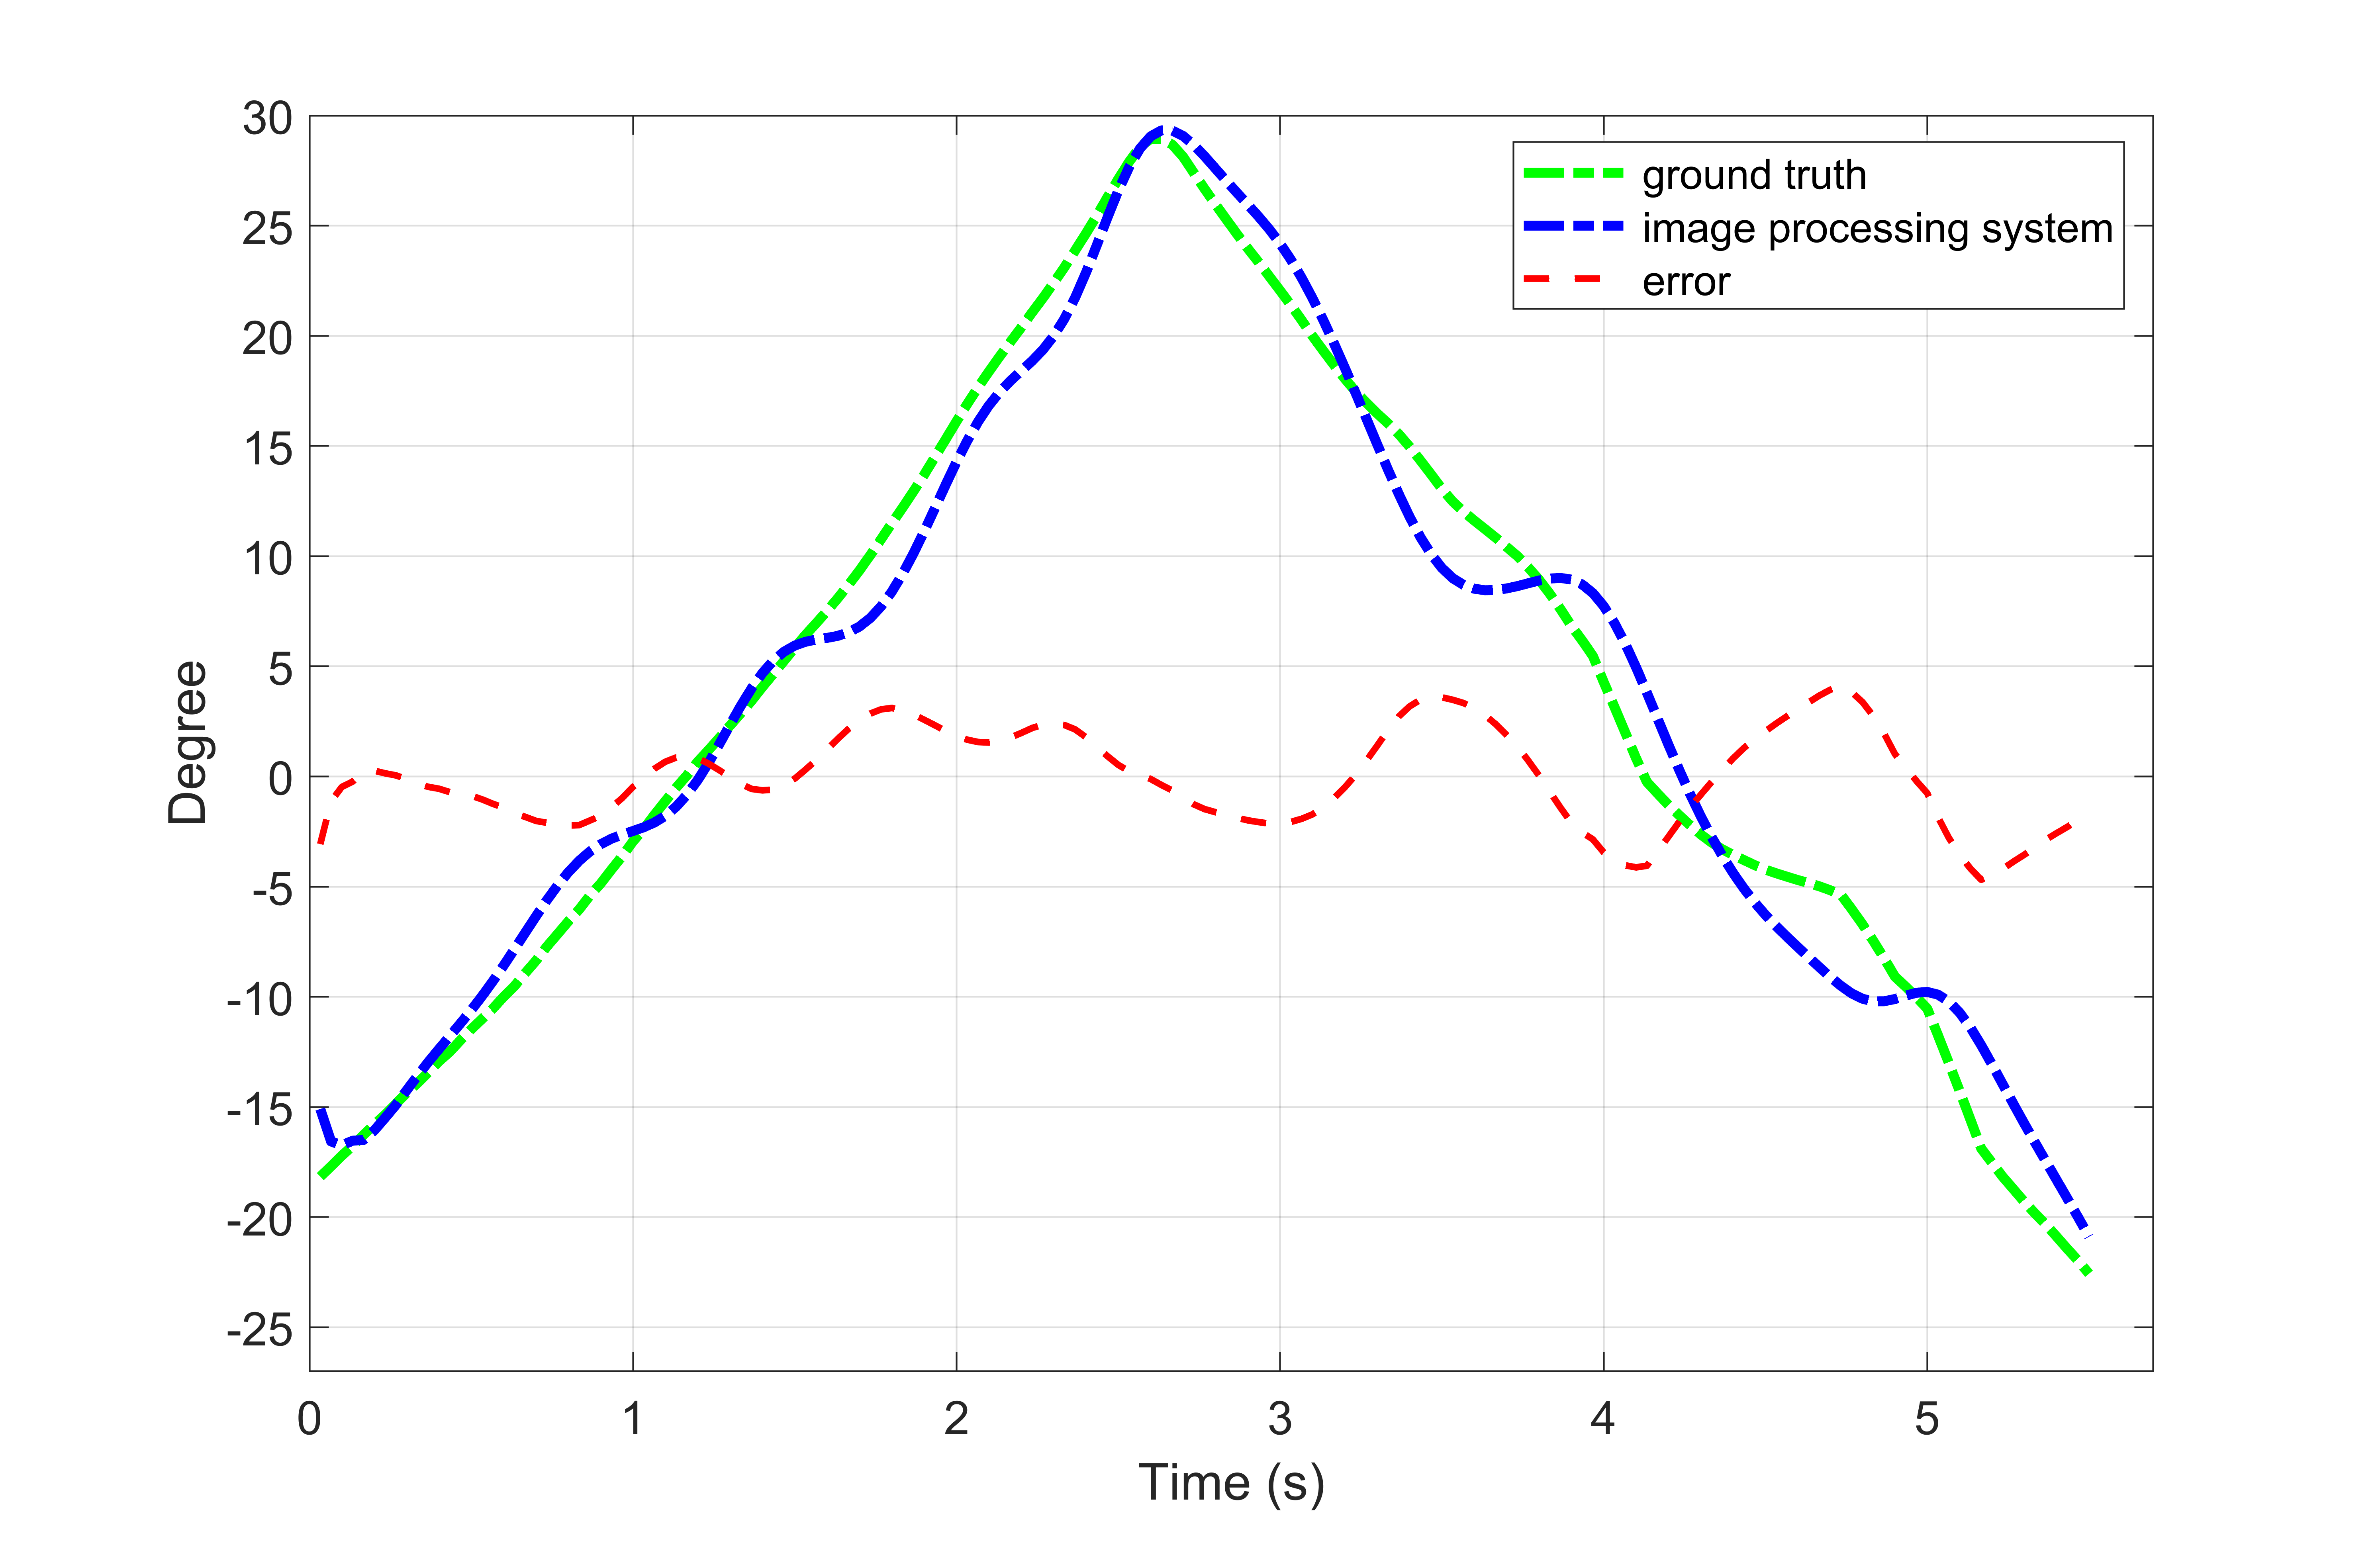 30
25
20
15
10
5
0
-5
-10
-15
-20
-25
Degree
ground truth
image processing system
error
0 1 2 3 4 5
Time (s)